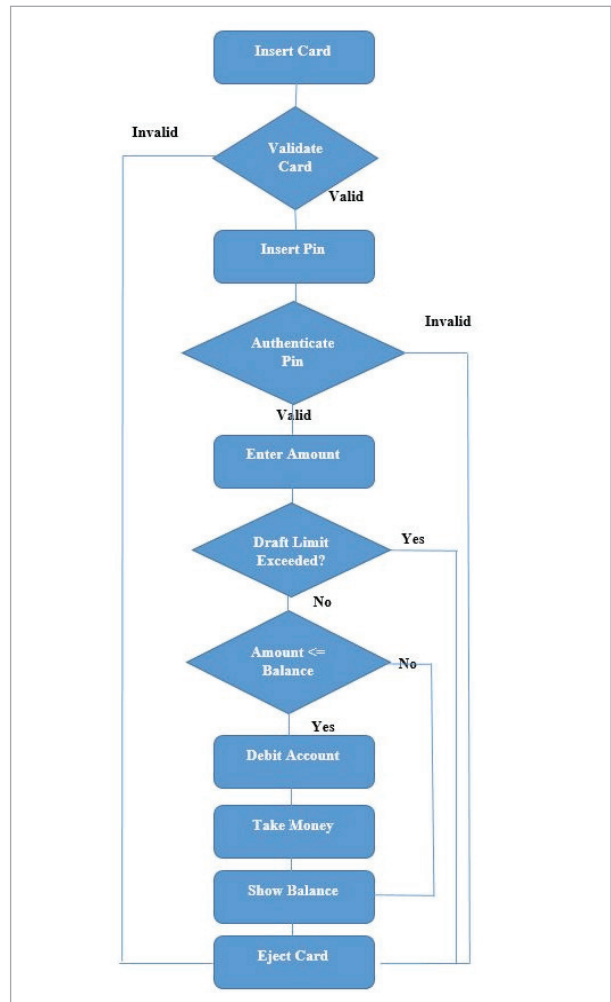 Insert Card
Invalid
Validate
Card
Valid
Insert Pin
Invalid
Authenticate
Pin
Valid
Enter Amount
Draft Limit
Exceeded?
Yes
No
Amount <=
Balance
No
Yes
Debit Account
Take Money
Show Balance
Eject Card